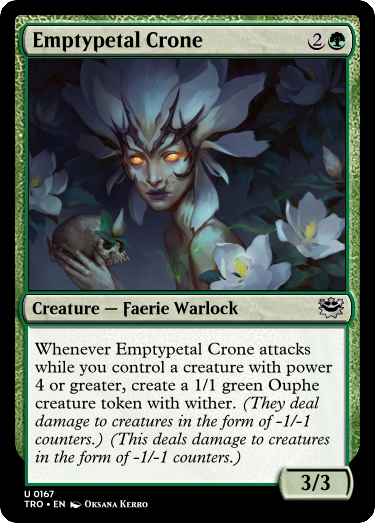 Emptypetal Crone 2
Creature — Faerie Warlock
Whenever Emptypetal Crone attacks
while you control a creature with power
4 or greater, create a 1/1 green Ouphe
creature token with wither. (They deal
damage to creatures in the form of -1/-1
counters.) (This deals damage to creatures
in the form of -1/-1 counters.)
3/3
U 0167
TRO • EN Oksana Kerro